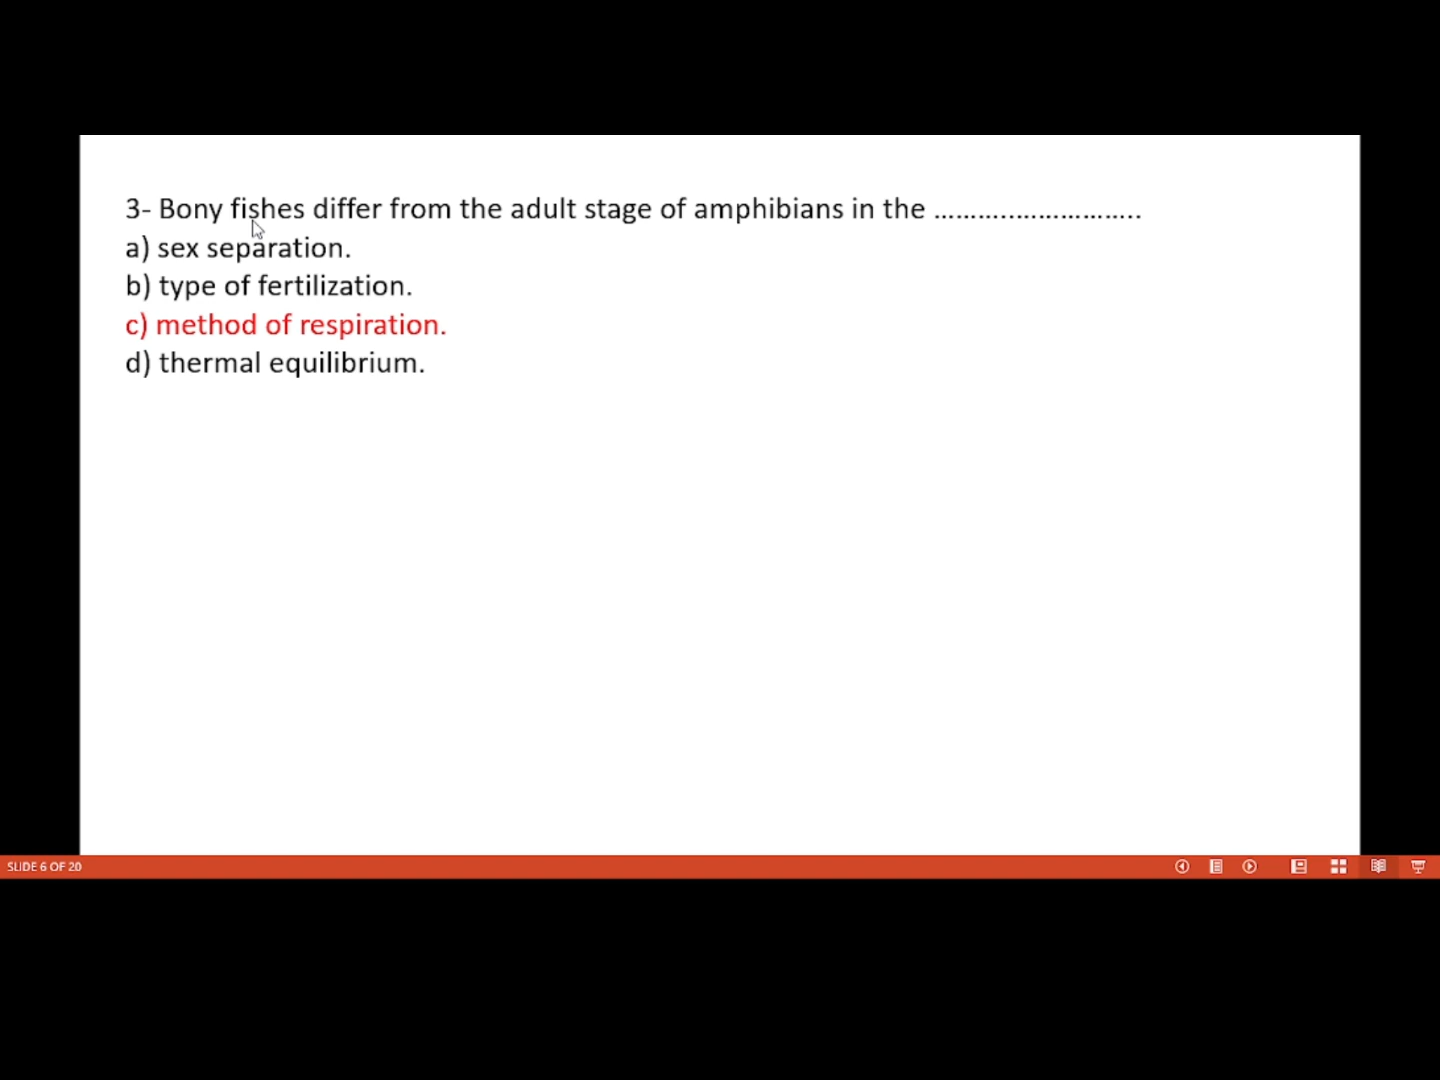 3- Bony fishes differ from the adult stage of amphibians in the ………..……………..
a) sex separation.
b) type of fertilization.
c) method of respiration.
d) thermal equilibrium.
SLIDE 6 OF 20